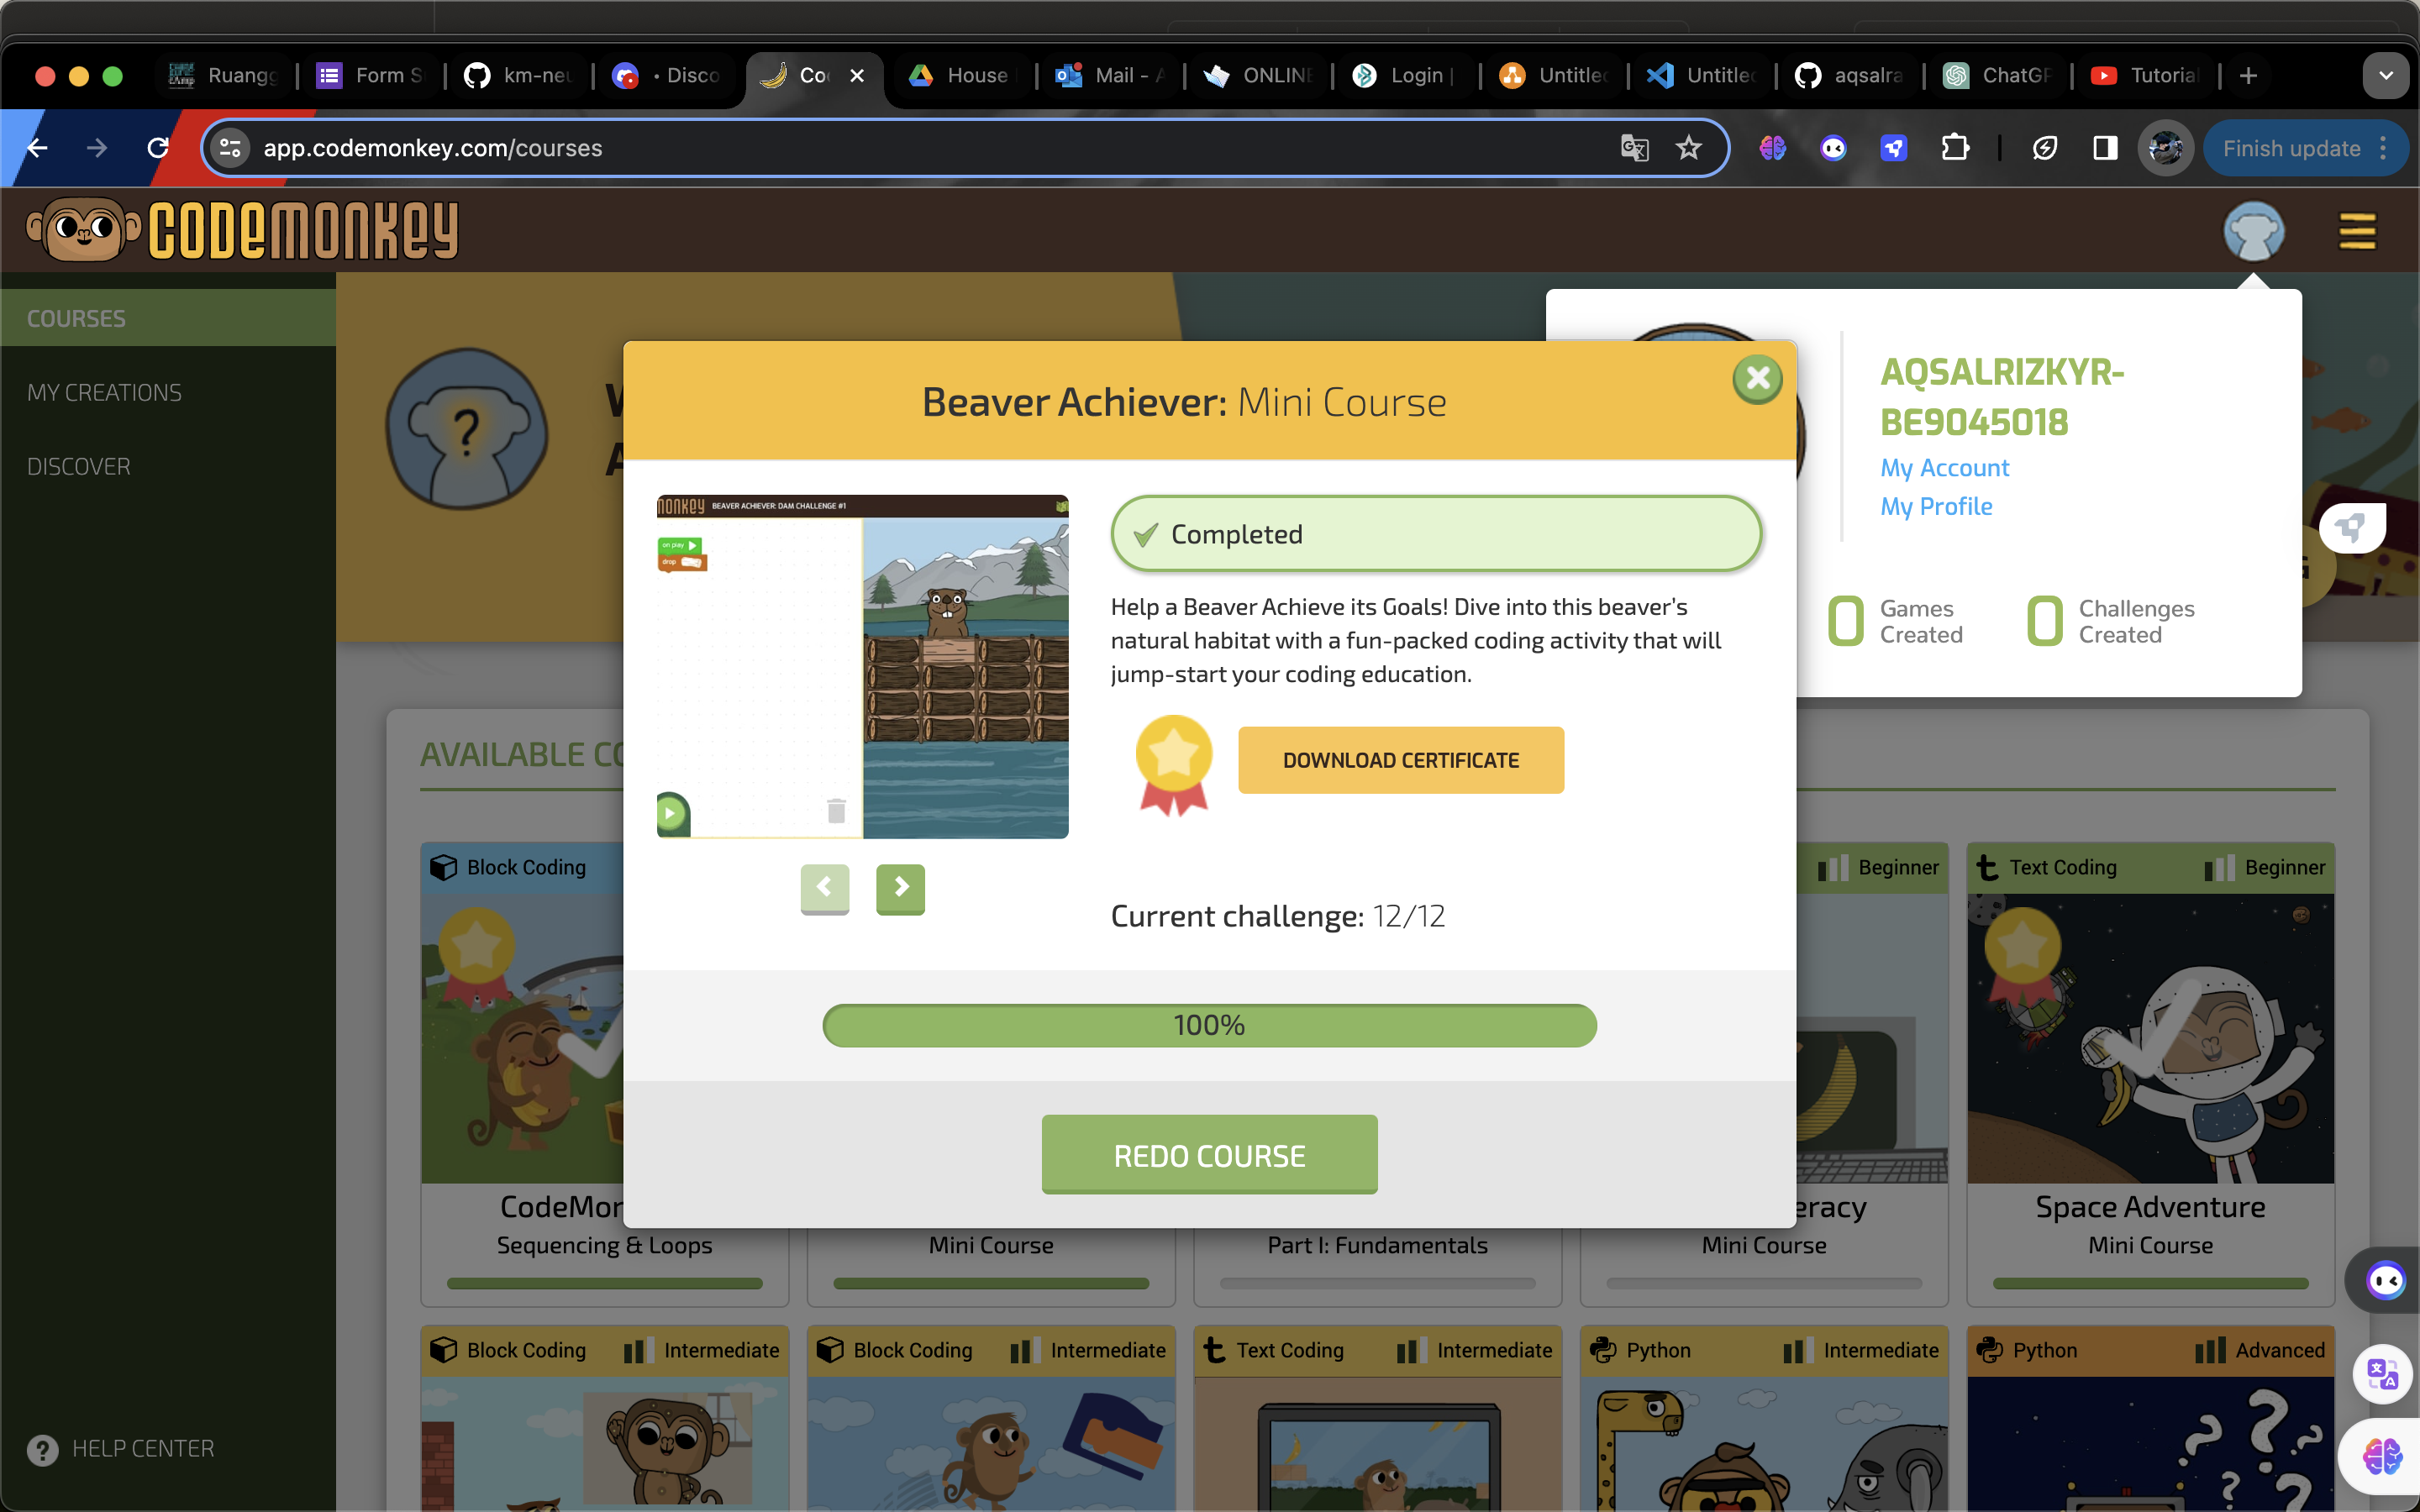 Ruangg
Form S
km-neu
• Disco
Co
House
Mail - A
ONLINE
Login |
Untitled
Untitled
aqsalra
ChatGP
Tutorial
app.codemonkey.com/courses
Finish update
CODEMONKEY
COURSES
MY CREATIONS
DISCOVER
HELP CENTER
?
Beaver Achiever: Mini Course
MONKEY BEAVER ACHIEVER: DAM CHALLENGE #1
on play
drop
Completed
Help a Beaver Achieve its Goals! Dive into this beaver's
natural habitat with a fun-packed coding activity that will
jump-start your coding education.
DOWNLOAD CERTIFICATE
Current challenge: 12/12
100%
REDO COURSE
AQSALRIZKYR-
BE9045018
My Account
My Profile
0 Games
Created
0 Challenges
Created
AVAILABLE CO
Block Coding
Beginner
Text Coding
Beginner
CodeMon
eracy
Space Adventure
Sequencing & Loops
Mini Course
Part I: Fundamentals
Mini Course
Mini Course
Block Coding
Intermediate
Block Coding
Intermediate
Text Coding
Intermediate
Python
Intermediate
Python
Advanced